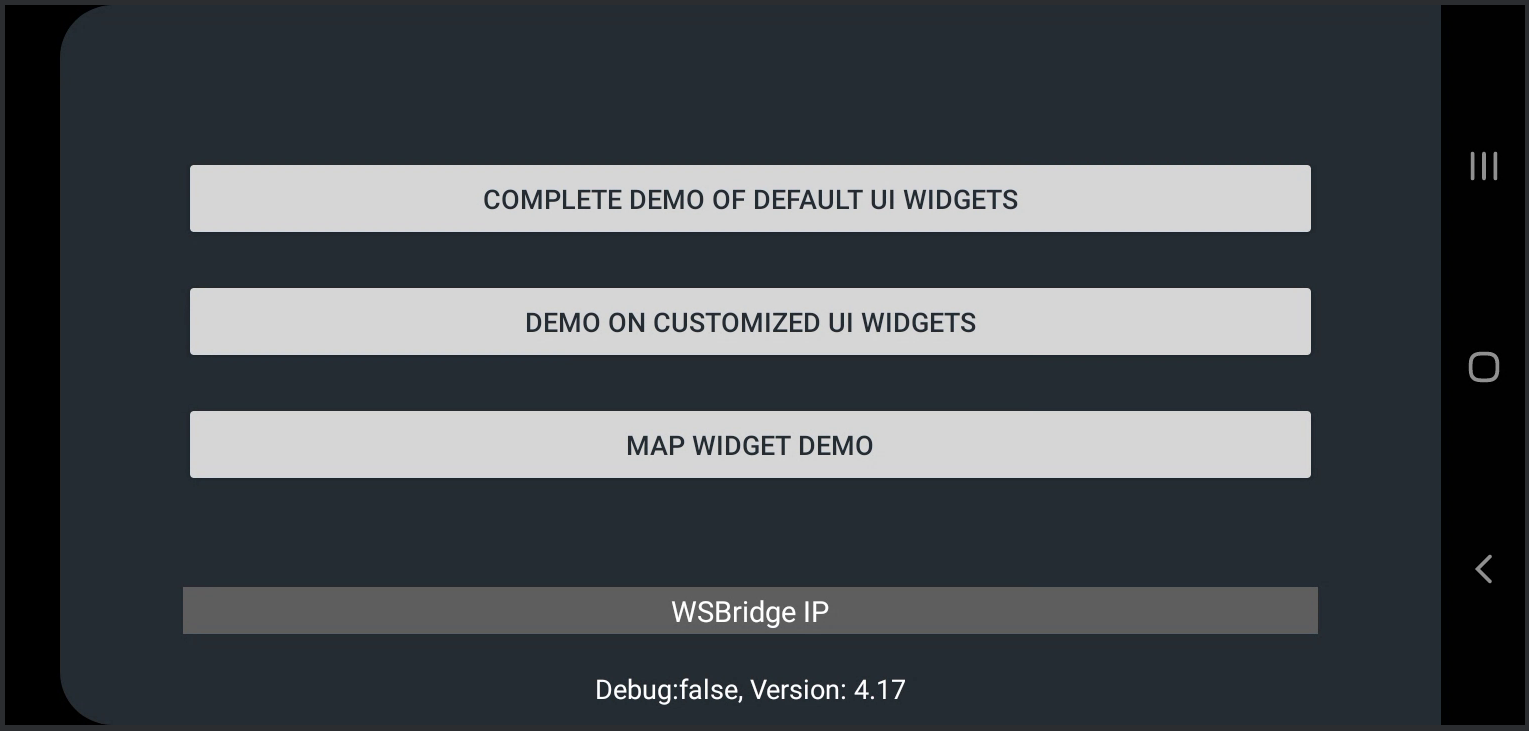 COMPLETE DEMO OF DEFAULT UI WIDGETS
DEMO ON CUSTOMIZED UI WIDGETS
MAP WIDGET DEMO
WSBridge IP
Debug:false, Version: 4.17